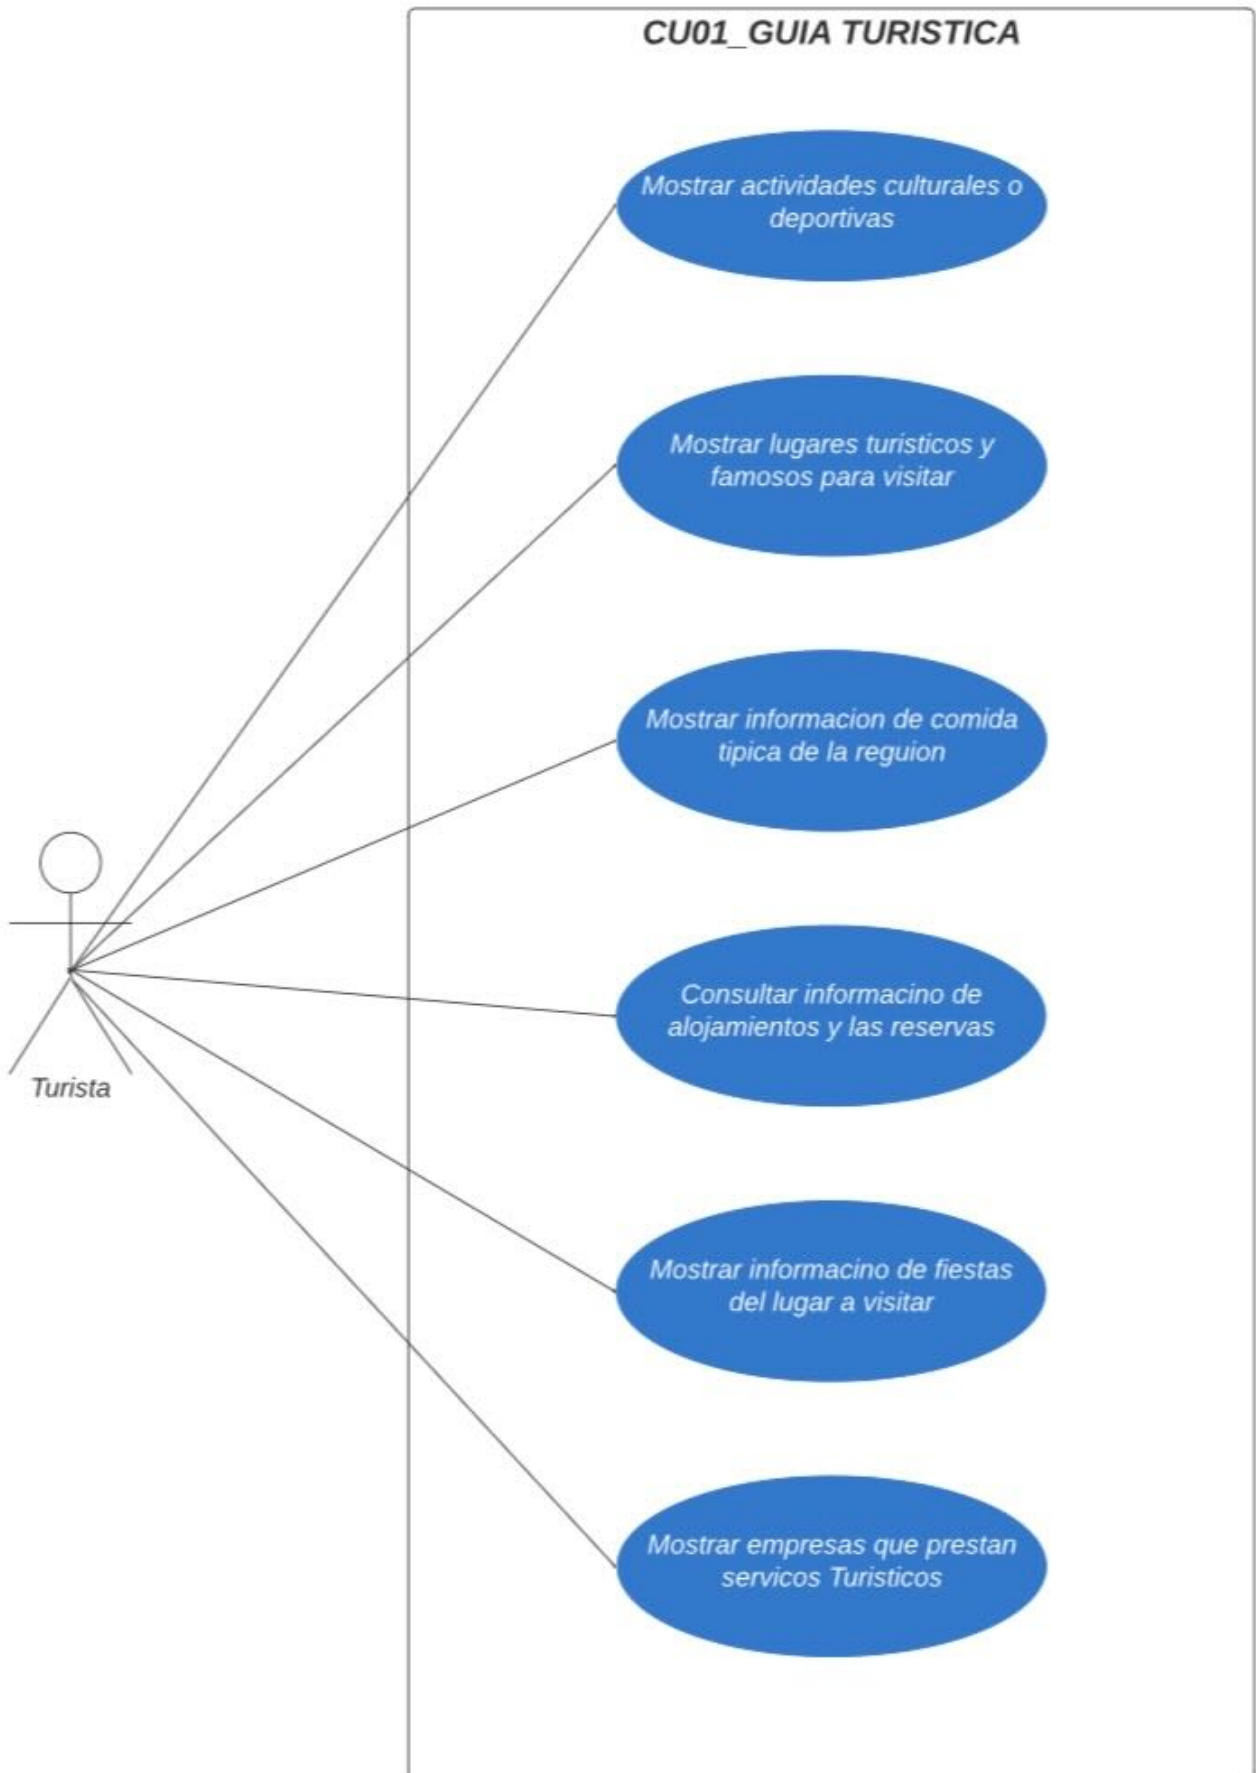 CU01_GUIA TURISTICA
Mostrar actividades culturales o
deportivas
Mostrar lugares turisticos y
famosos para visitar
Mostrar informacion de comida
tipica de la reguion
Consultar informacino de
alojamientos y las reservas
Turista
Mostrar informacino de fiestas
del lugar a visitar
Mostrar empresas que prestan
servicos Turisticos